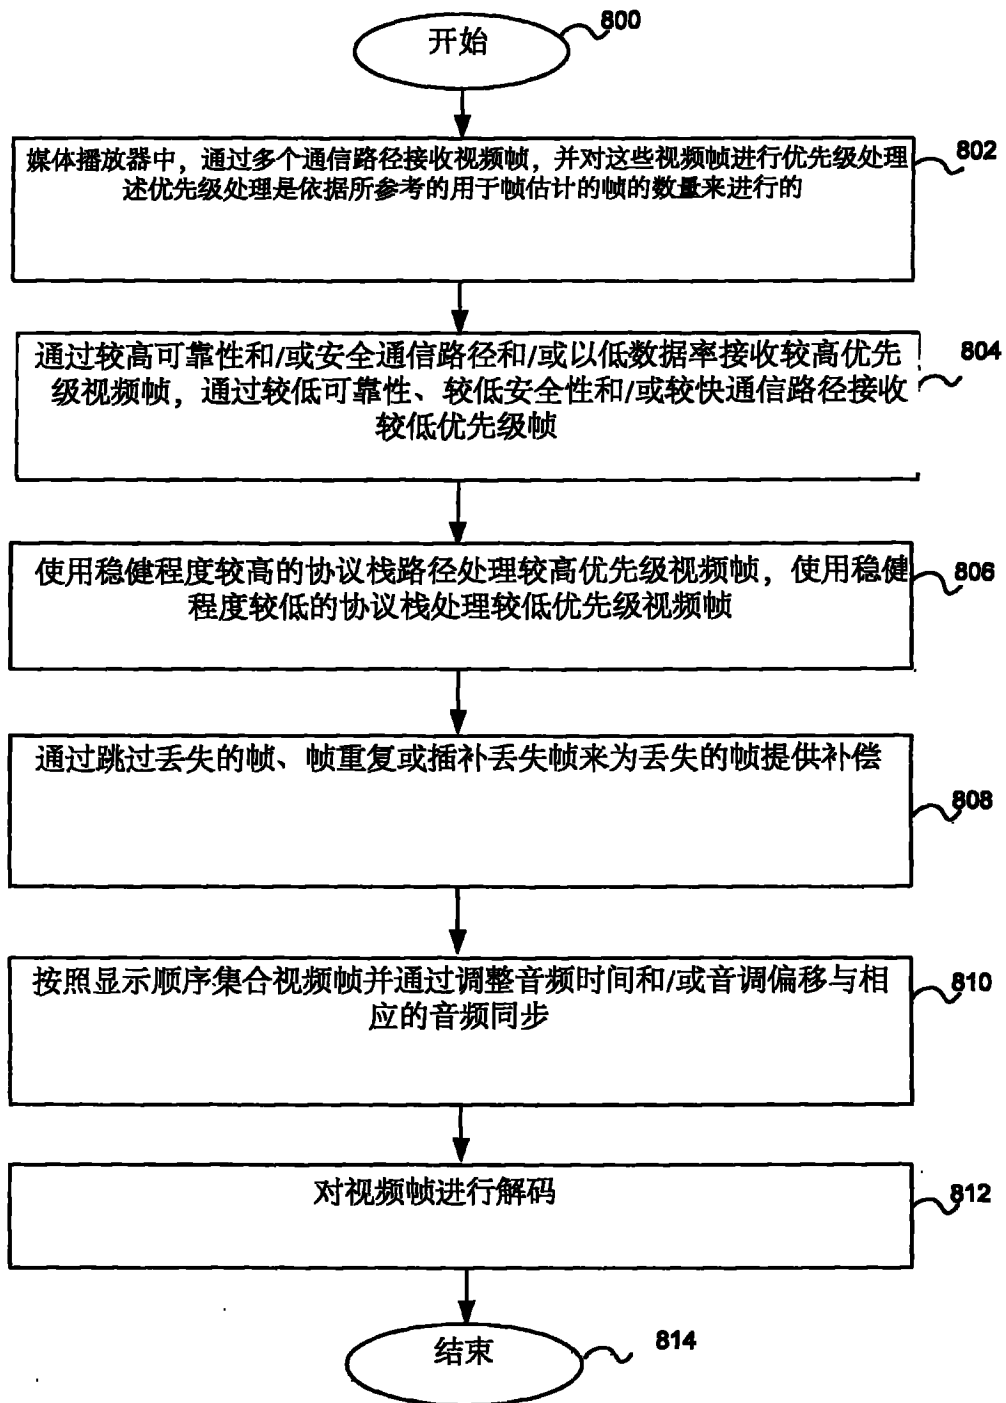 开始
800
媒体播放器中，通过多个通信路径接收视频帧，并对这些视频帧进行优先级处理
述优先级处理是依据所参考的用于帧估计的帧的数量来进行的
802
通过较高可靠性和/或安全通信路径和/或以低数据率接收较高优先
级视频帧，通过较低可靠性、较低安全性和/或较快通信路径接收
较低优先级帧
804
使用稳健程度较高的协议栈路径处理较高优先级视频帧，使用稳健
程度较低的协议栈处理较低优先级视频帧
806
通过跳过丢失的帧、帧重复或插补丢失帧来为丢失的帧提供补偿
808
按照显示顺序集合视频帧并通过调整音频时间和/或音调偏移与相
应的音频同步
810
对视频帧进行解码
812
结束
814